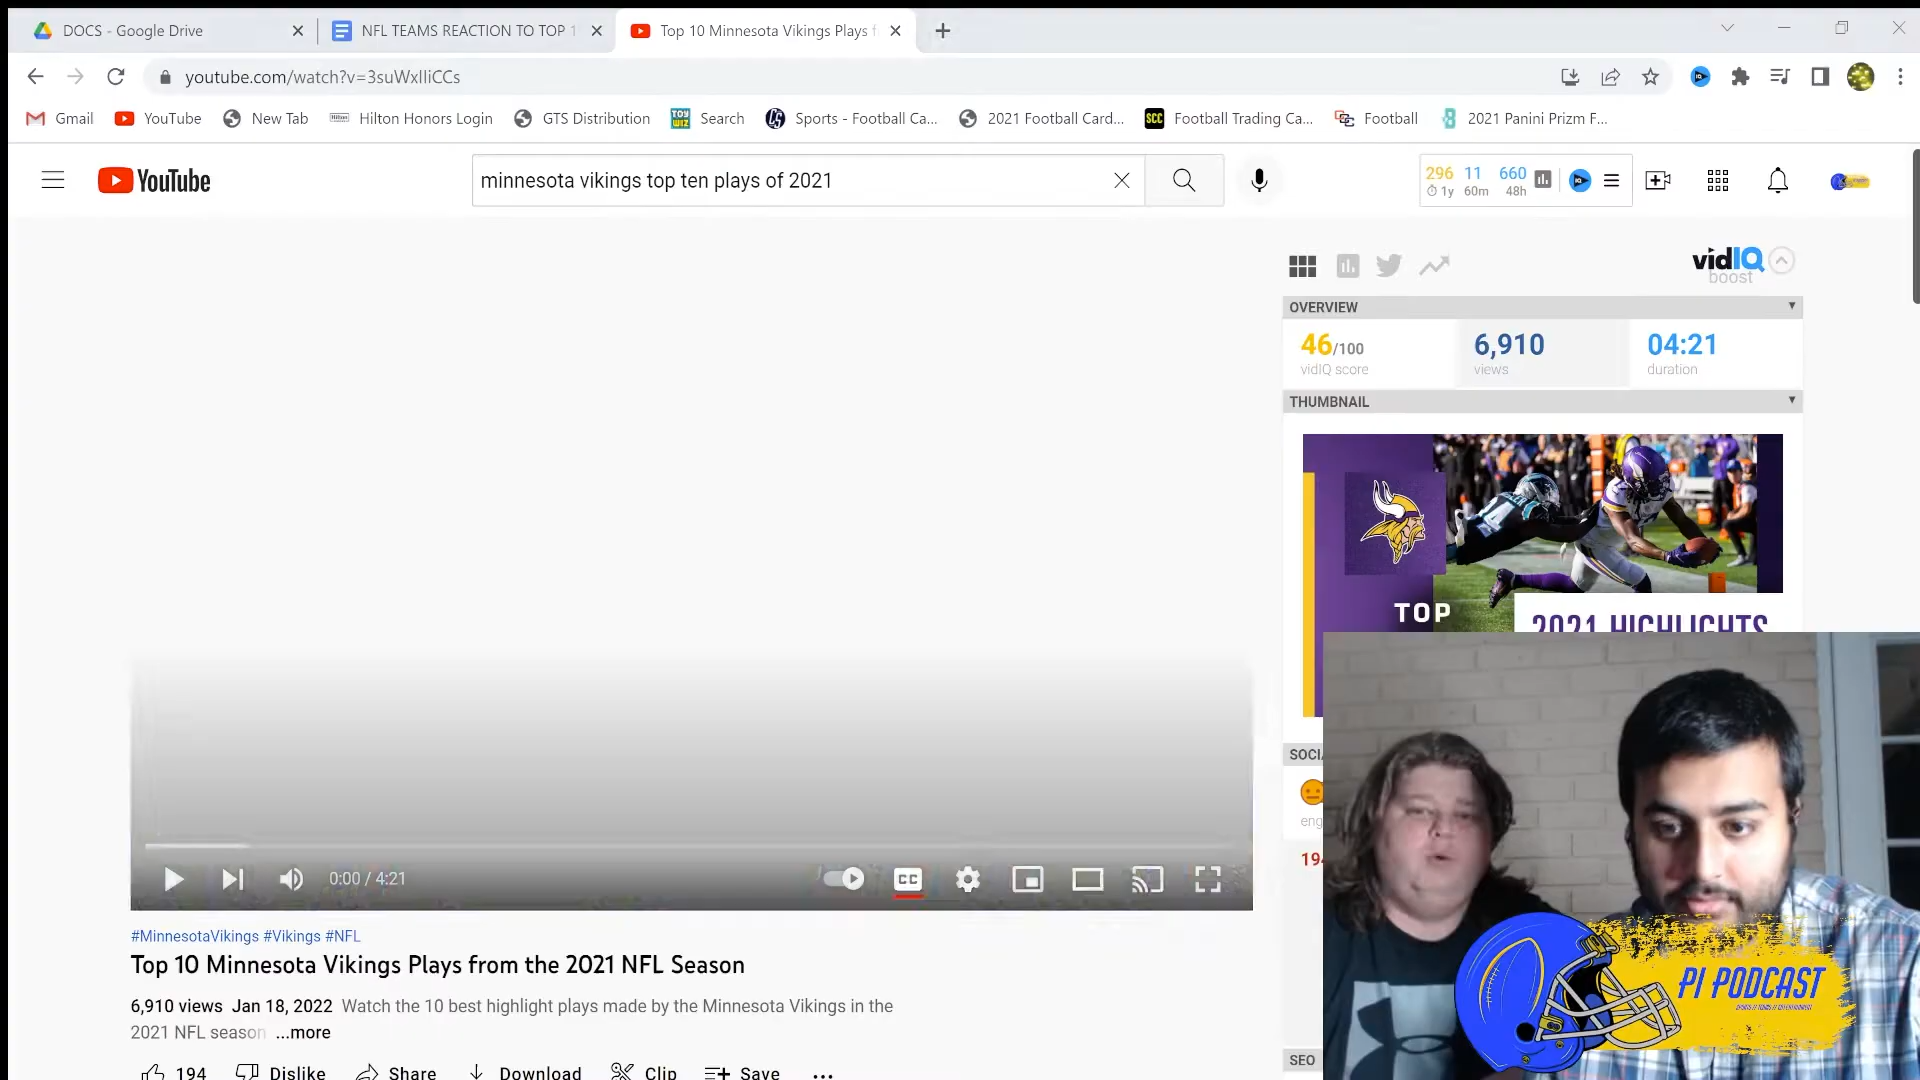 DOCS - Google Drive
NFL TEAMS REACTION TO TOP 1
Top 10 Minnesota Vikings Plays f
youtube.com/watch?v=3suWxlliCCs
Gmail
YouTube
New Tab
Hilton Honors Login
GTS Distribution
Search
Sports - Football Ca...
2021 Football Card...
SCC
Football Trading Ca...
Football
2021 Panini Prizm F...
YouTube
minnesota vikings top ten plays of 2021
296 11 660
1y 60m 48h
vidIQ
boost
OVERVIEW
46/100 6,910 04:21
vidIQ score views duration
THUMBNAIL
TOP
2021 HIGHLIGHTS
SOCI
eng
194
0:00 / 4:21
CC
#MinnesotaVikings #Vikings #NFL
Top 10 Minnesota Vikings Plays from the 2021 NFL Season
6,910 views Jan 18, 2022 Watch the 10 best highlight plays made by the Minnesota Vikings in the
2021 NFL season ...more
194 Dislike Share Download Clip Save
SEO
PI PODCAST